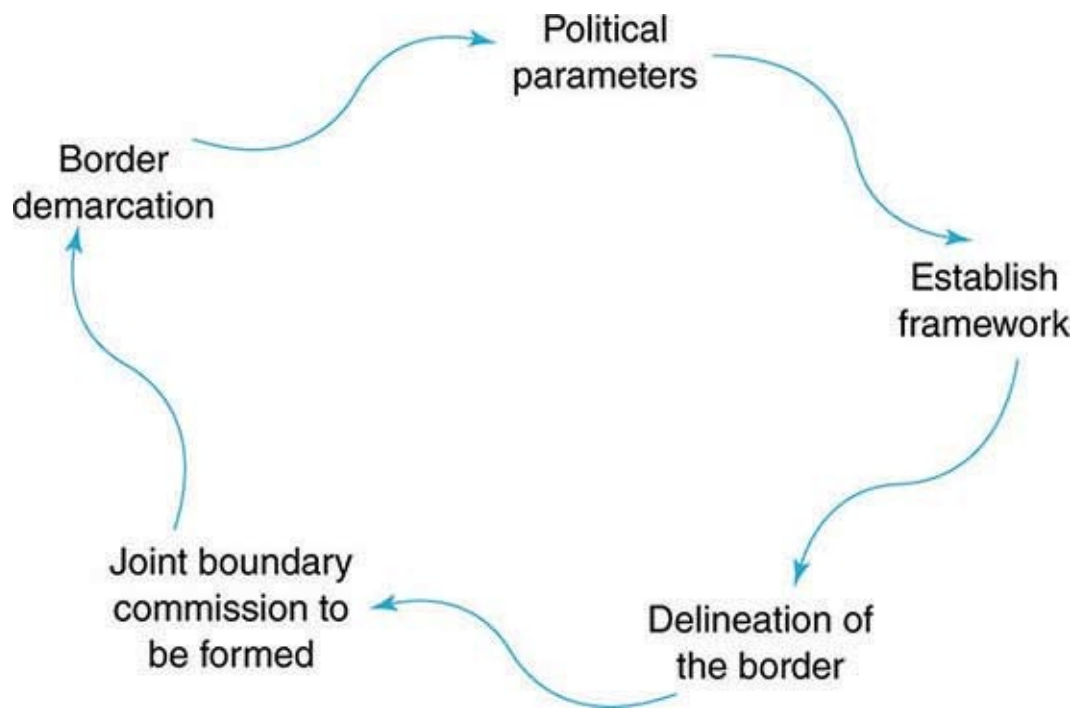 Political
parameters
Establish
framework
Delineation of
the border
Joint boundary
commission to
be formed
Border
demarcation